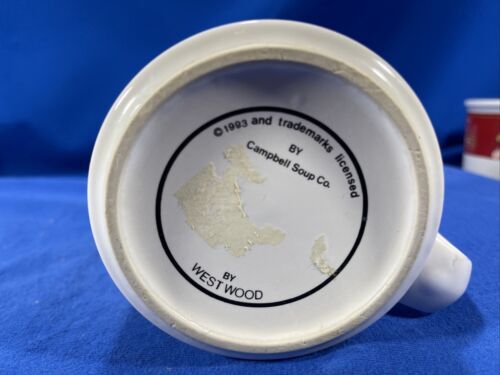 ©1993 and trademarks licensed
BY
Campbell Soup Co.
BY
WESTWOOD